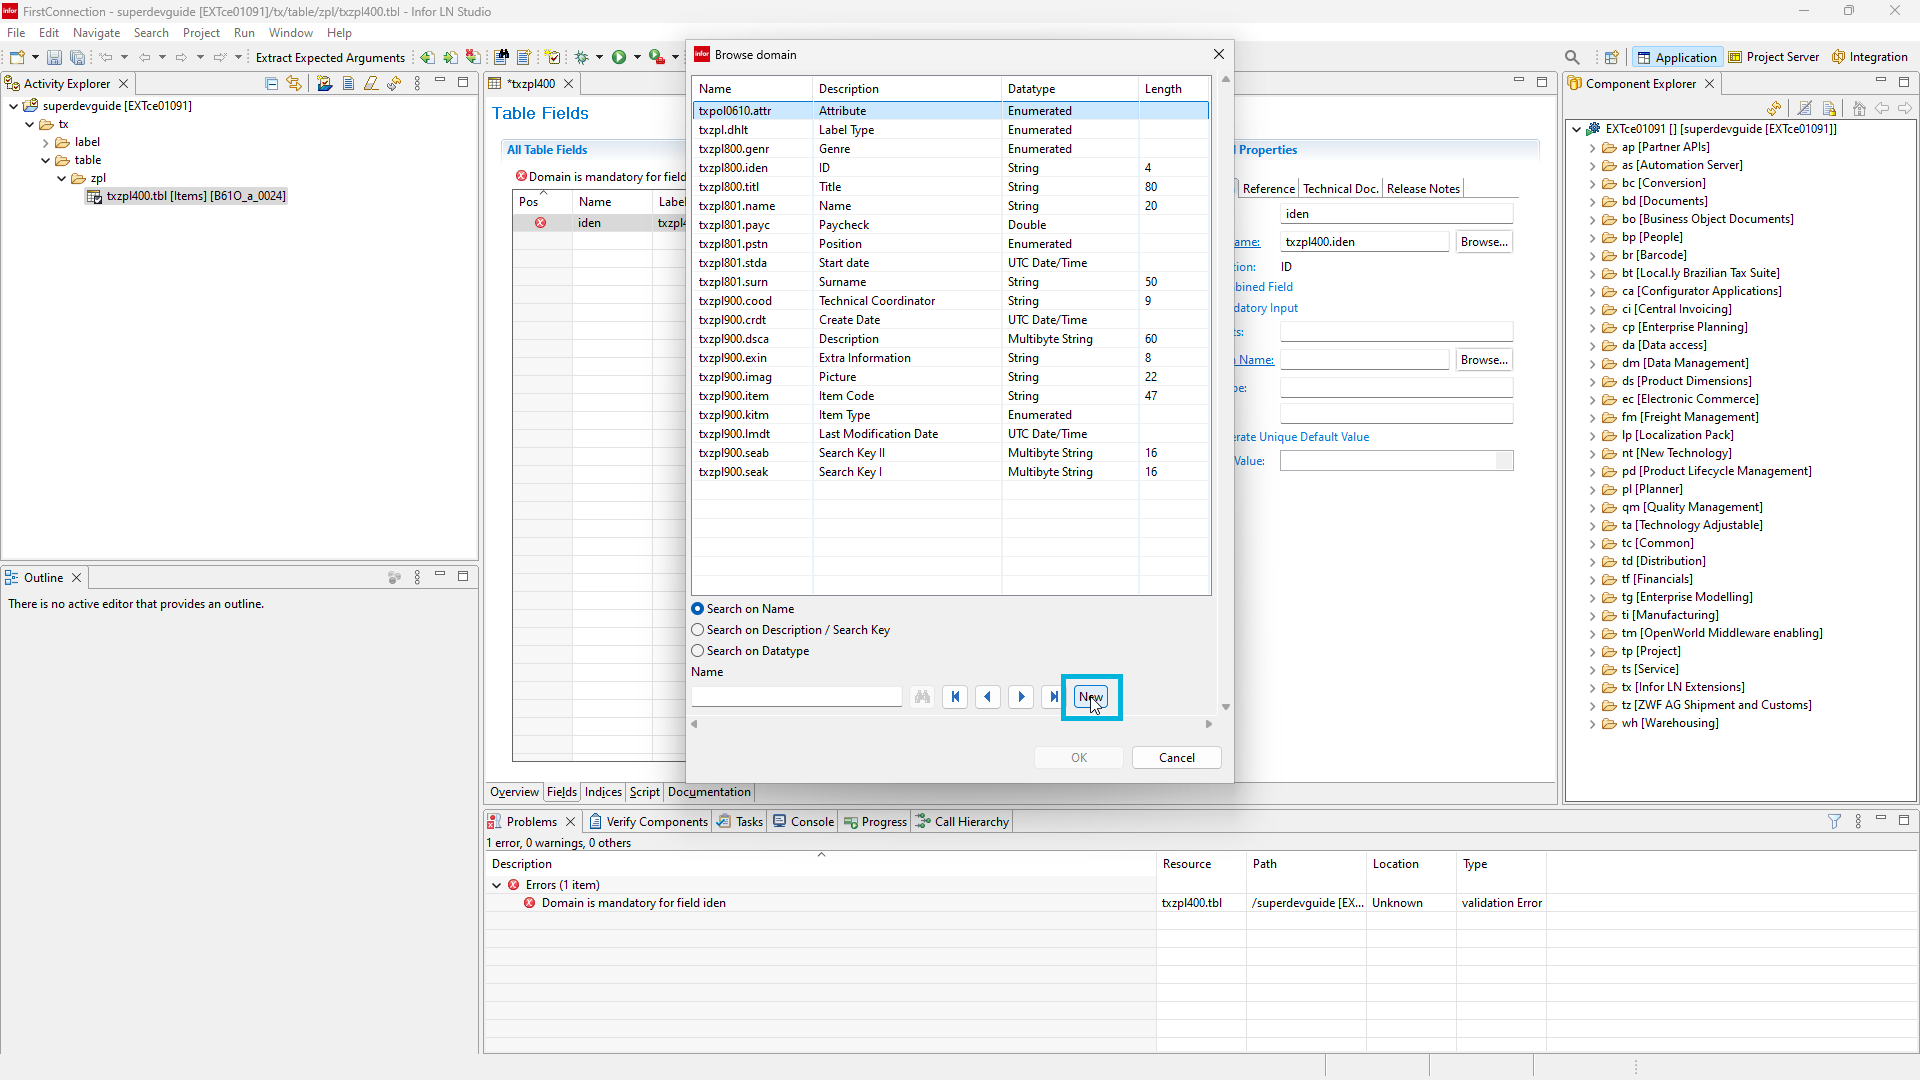 FirstConnection - superdevguide [EXTce01091]/tx/table/zpl/txzpl400.tbl - Infor LN Studio
File Edit Navigate Search Project Run Window Help
Extract Expected Arguments
Application Project Server Integration
Activity Explorer
superdevguide [EXTce01091]
tx
label
table
zpl
txzpl400.tbl [Items] [B61O_a_0024]
Outline
There is no active editor that provides an outline.
*txzpl400
Table Fields
All Table Fields
Domain is mandatory for field
Pos Name Labe
iden txzpl4
Browse domain
Name Description Datatype Length
txpol0610.attr Attribute Enumerated
txzpl.dhlt Label Type Enumerated
txzpl800.genr Genre Enumerated
txzpl800.iden ID String 4
txzpl800.titl Title String 80
txzpl801.name Name String 20
txzpl801.payc Paycheck Double
txzpl801.pstn Position Enumerated
txzpl801.stda Start date UTC Date/Time
txzpl801.surn Surname String 50
txzpl900.cood Technical Coordinator String 9
txzpl900.crdt Create Date UTC Date/Time
txzpl900.dsca Description Multibyte String 60
txzpl900.exin Extra Information String 8
txzpl900.imag Picture String 22
txzpl900.item Item Code String 47
txzpl900.kitm Item Type Enumerated
txzpl900.lmdt Last Modification Date UTC Date/Time
txzpl900.seab Search Key II Multibyte String 16
txzpl900.seak Search Key I Multibyte String 16
Search on Name
Search on Description / Search Key
Search on Datatype
Name
New
OK Cancel
l Properties
Reference Technical Doc. Release Notes
iden
ame: txzpl400.iden Browse...
tion: ID
bined Field
datory Input
ts:
n Name: Browse...
pe:
erate Unique Default Value
Value:
Overview Fields Indices Script Documentation
Component Explorer
EXTce01091 [] [superdevguide [EXTce01091]]
ap [Partner APIs]
as [Automation Server]
bc [Conversion]
bd [Documents]
bo [Business Object Documents]
bp [People]
br [Barcode]
bt [Local.ly Brazilian Tax Suite]
ca [Configurator Applications]
ci [Central Invoicing]
cp [Enterprise Planning]
da [Data access]
dm [Data Management]
ds [Product Dimensions]
ec [Electronic Commerce]
fm [Freight Management]
lp [Localization Pack]
nt [New Technology]
pd [Product Lifecycle Management]
pl [Planner]
qm [Quality Management]
ta [Technology Adjustable]
tc [Common]
td [Distribution]
tf [Financials]
tg [Enterprise Modelling]
ti [Manufacturing]
tm [OpenWorld Middleware enabling]
tp [Project]
ts [Service]
tx [Infor LN Extensions]
tz [ZWF AG Shipment and Customs]
wh [Warehousing]
Problems Verify Components Tasks Console Progress Call Hierarchy
1 error, 0 warnings, 0 others
Description Resource Path Location Type
Errors (1 item)
Domain is mandatory for field iden txzpl400.tbl /superdevguide [EX... Unknown validation Error